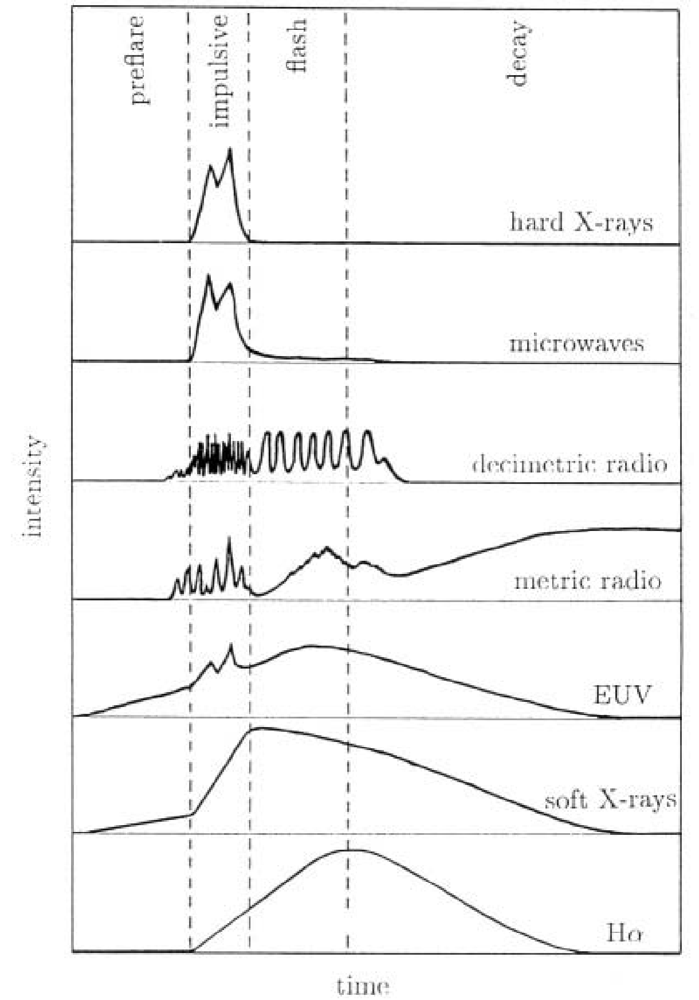 preflare
impulsive
flash
decay
hard X-rays
microwaves
decimetric radio
metric radio
EUV
soft X-rays
Hα
intensity
time